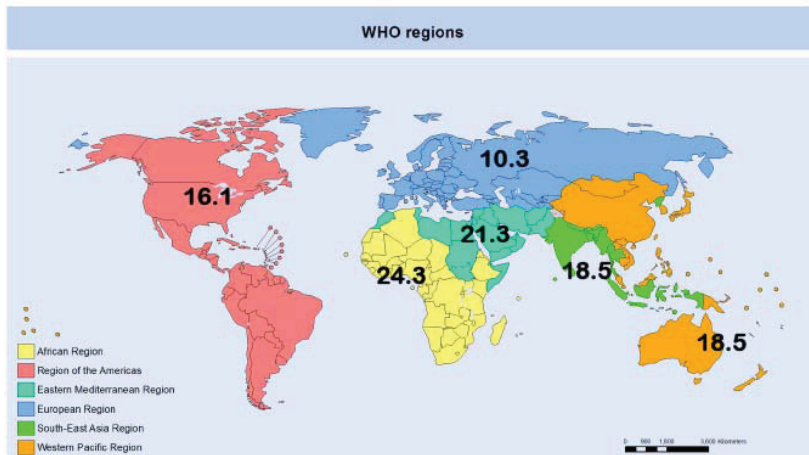 WHO regions
10.3
16.1
21.3
24.3
18.5
18.5
African Region
Region of the Americas
Eastern Mediterranean Region
European Region
South-East Asia Region
Western Pacific Region